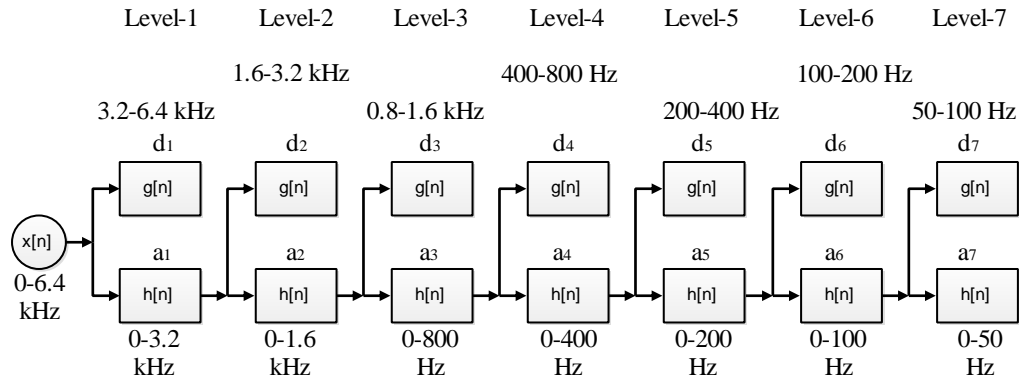 Level-1 Level-2 Level-3 Level-4 Level-5 Level-6 Level-7
1.6-3.2 kHz 400-800 Hz 100-200 Hz
3.2-6.4 kHz 0.8-1.6 kHz 200-400 Hz 50-100 Hz
d1 d2 d3 d4 d5 d6 d7
g[n] g[n] g[n] g[n] g[n] g[n] g[n]
x[n]
a1 a2 a3 a4 a5 a6 a7
0-6.4
kHz
h[n] h[n] h[n] h[n] h[n] h[n] h[n]
0-3.2 0-1.6 0-800 0-400 0-200 0-100 0-50
kHz kHz Hz Hz Hz Hz Hz